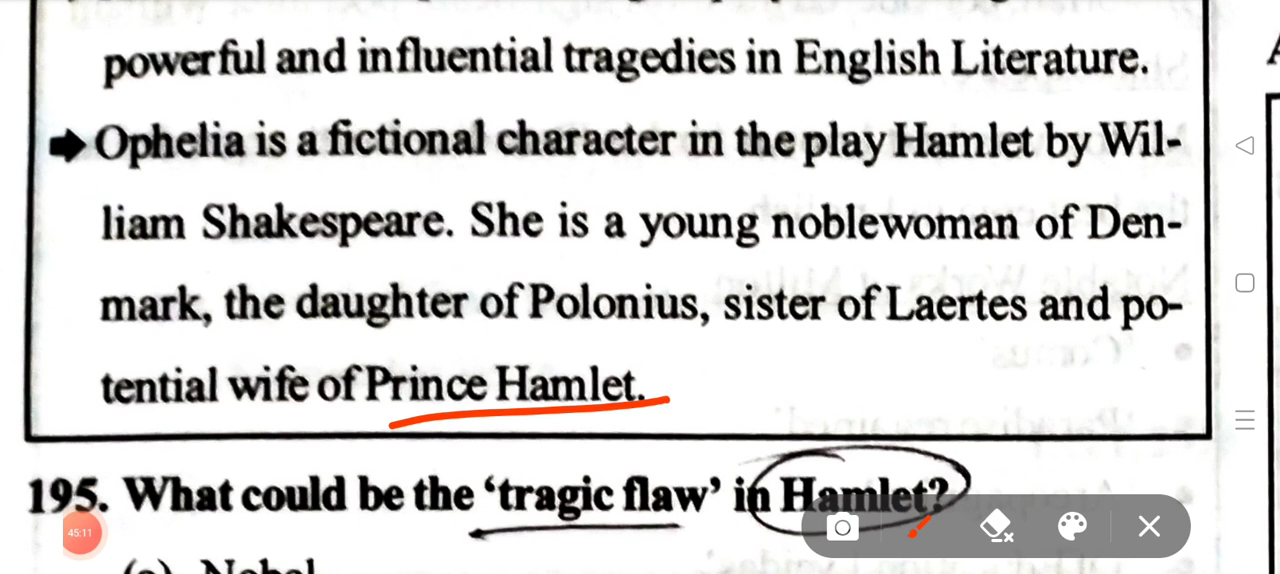 powerful and influential tragedies in English Literature.
Ophelia is a fictional character in the play Hamlet by Wil-
liam Shakespeare. She is a young noblewoman of Den-
mark, the daughter of Polonius, sister of Laertes and po-
tential wife of Prince Hamlet.
195. What could be the ‘tragic flaw’ in Hamlet?
45:11